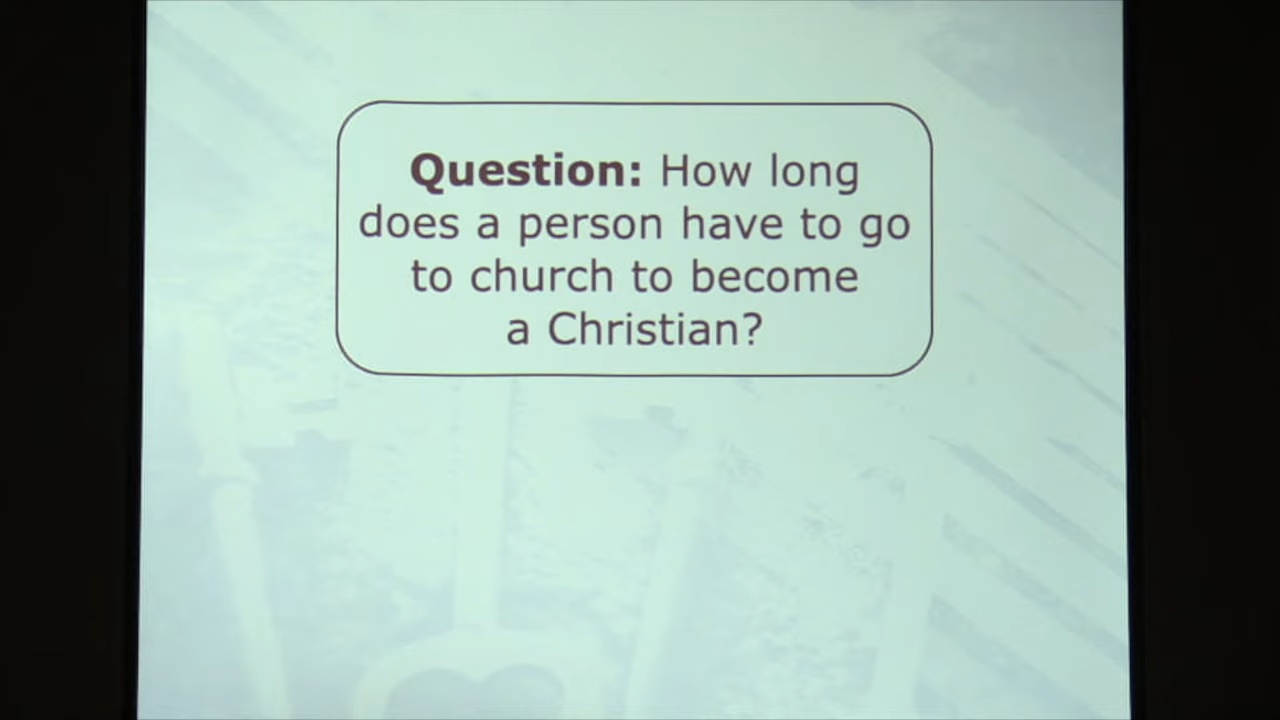 Question: How long
does a person have to go
to church to become
a Christian?